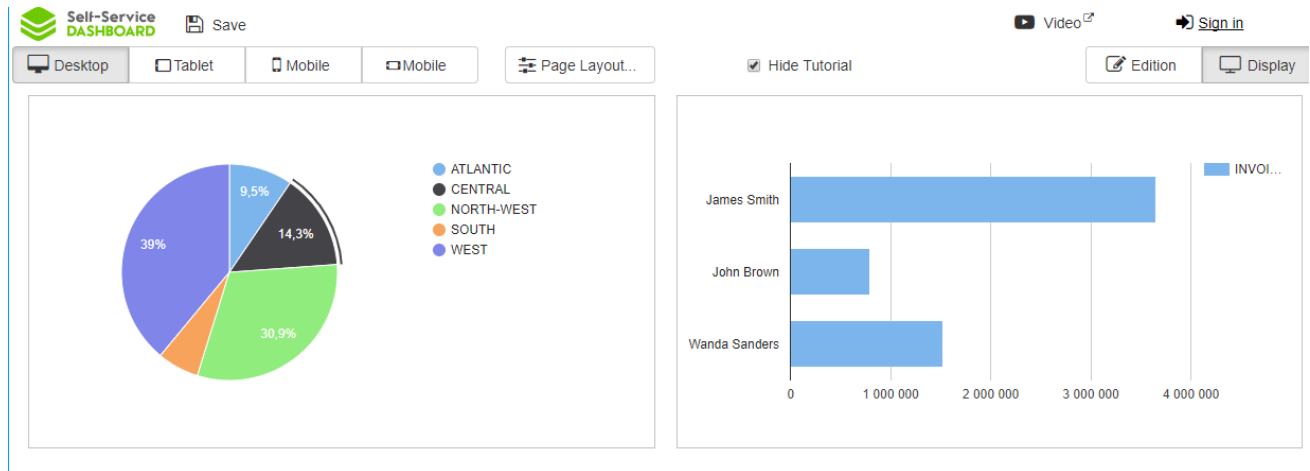 Self-Service
DASHBOARD
Save
Video
Sign in
Desktop
Tablet
Mobile
Mobile
Page Layout...
Hide Tutorial
Edition
Display
9,5%
14,3%
30,9%
39%
ATLANTIC
CENTRAL
NORTH-WEST
SOUTH
WEST
INVOI...
James Smith
John Brown
Wanda Sanders
0 1 000 000 2 000 000 3 000 000 4 000 000